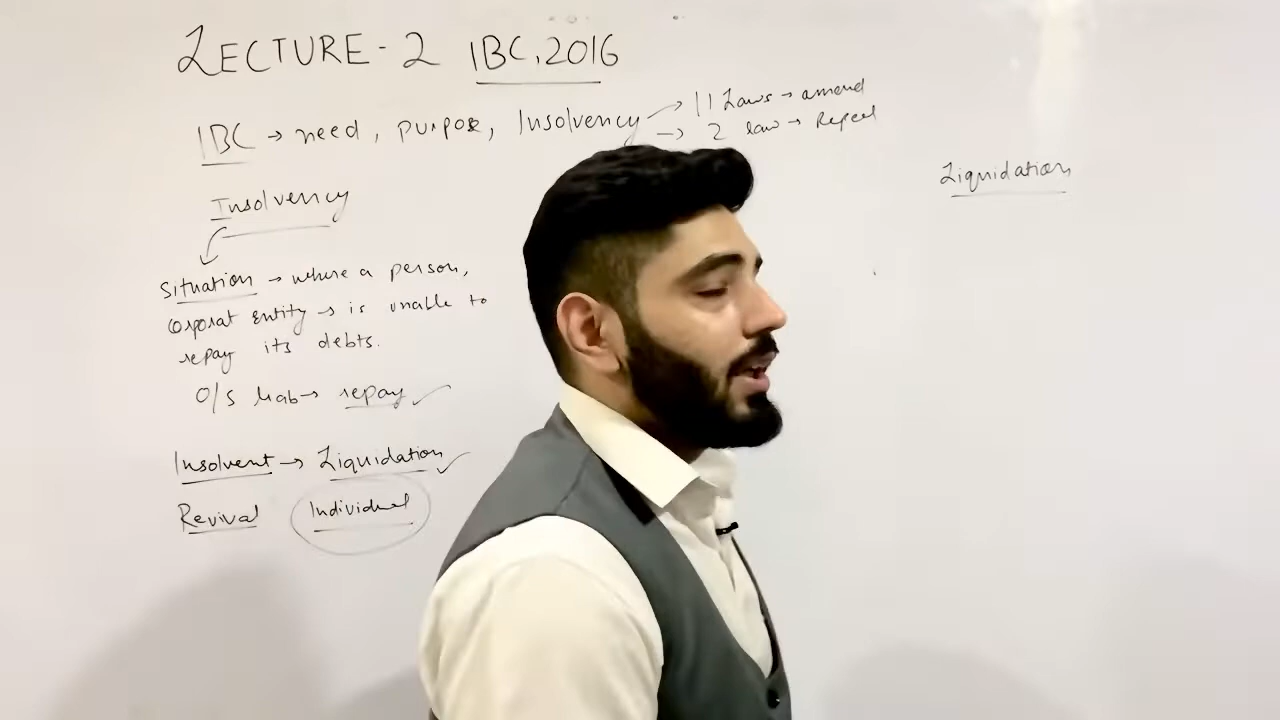 LECTURE - 2 IBC, 2016
IBC → need, purpose, Insolvency → 11 Laws → amend
→ 2 law → Repeal
Liquidation
Insolvency
Situation → where a person,
Corporat Entity → is unable to
repay its debts.
O/S liab → repay ✓
Insolvent → Liquidation ✓
Revival Individual